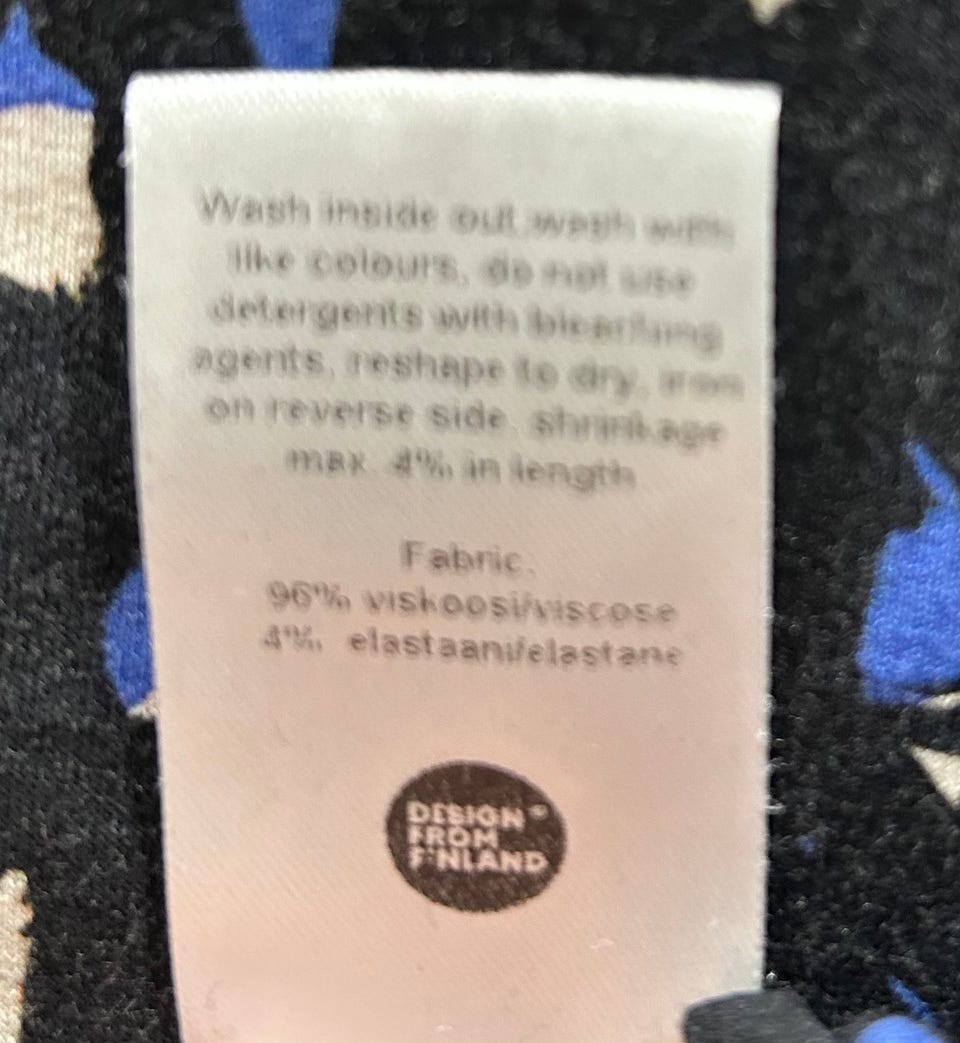 Wash inside out, wash with
like colours, do not use
detergents with bleaching
agents, reshape to dry, iron
on reverse side, shrinkage
max. 4% in length
Fabric:
96% viskoosi/viscose
4% elastaani/elastane
DESIGN
FROM
FINLAND